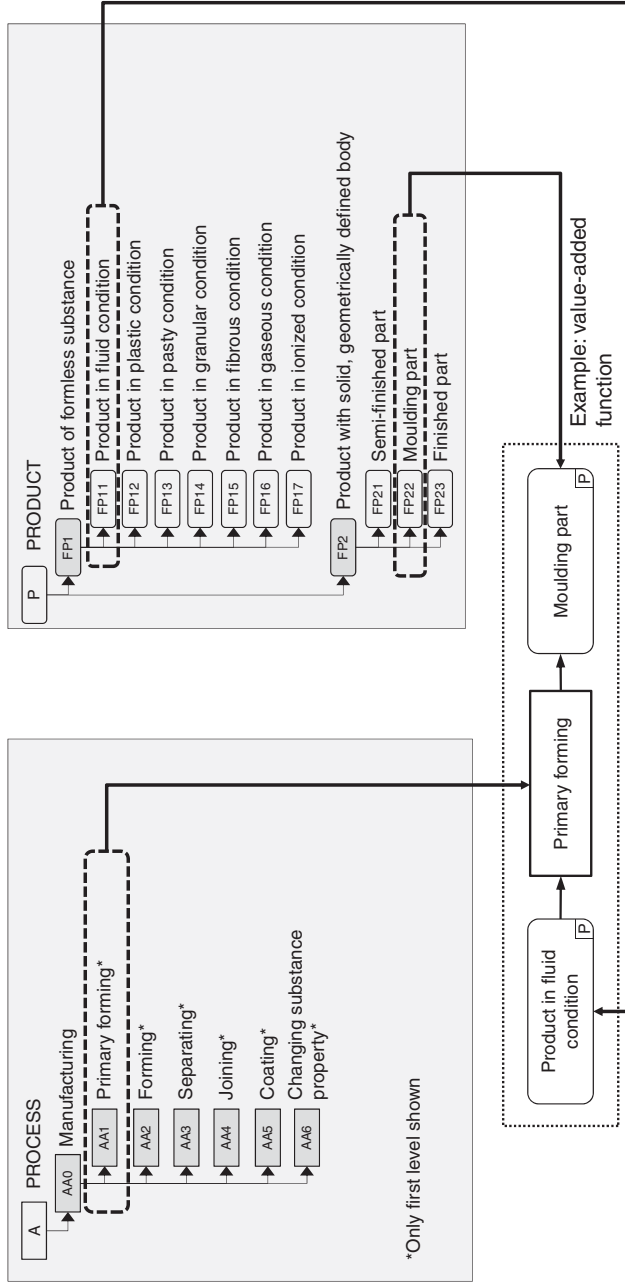 A
PROCESS
AA0
Manufacturing
AA1
Primary forming*
AA2
Forming*
AA3
Separating*
AA4
Joining*
AA5
Coating*
AA6
Changing substance
property*
*Only first level shown
P
PRODUCT
FP1
Product of formless substance
FP11
Product in fluid condition
FP12
Product in plastic condition
FP13
Product in pasty condition
FP14
Product in granular condition
FP15
Product in fibrous condition
FP16
Product in gaseous condition
FP17
Product in ionized condition
FP2
Product with solid, geometrically defined body
FP21
Semi-finished part
FP22
Moulding part
FP23
Finished part
Product in fluid
condition
P
Primary forming
Moulding part
P
Example: value-added
function